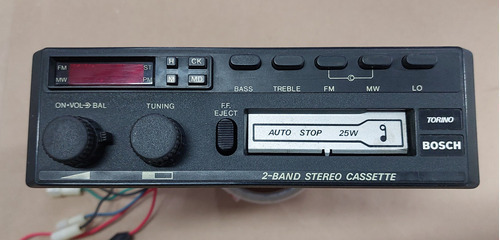 FM ST
MW PM
H CK
M MD
BASS TREBLE FM MW LO
ON-VOL BAL TUNING
F.F.
EJECT
AUTO STOP 25W
TORINO
BOSCH
2-BAND STEREO CASSETTE